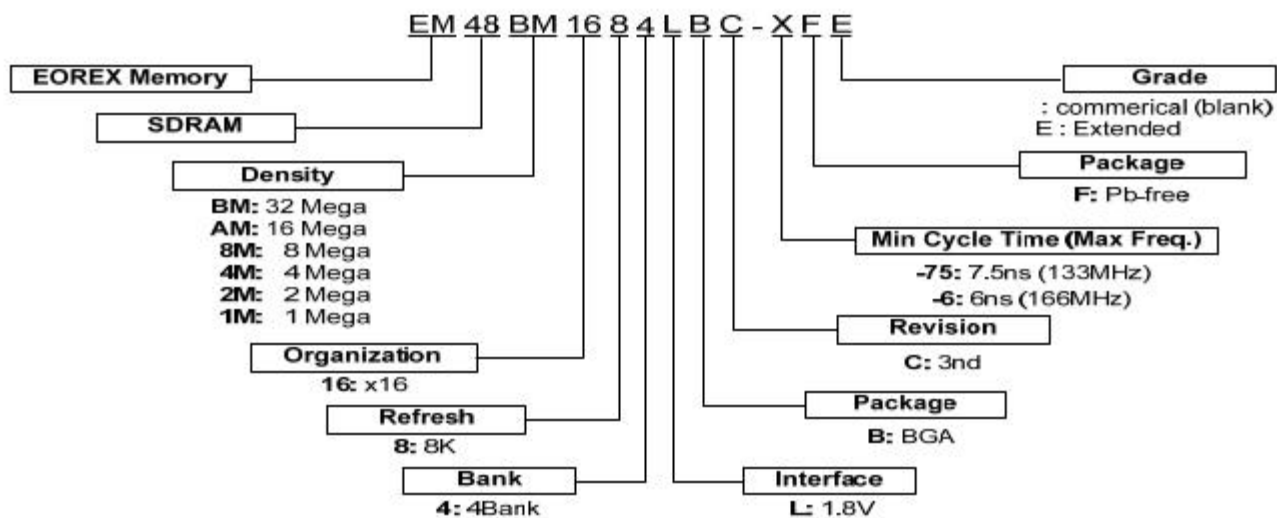 EM 48 BM 16 8 4 L B C - X F E
EOREX Memory
SDRAM
Density
BM: 32 Mega
AM: 16 Mega
8M: 8 Mega
4M: 4 Mega
2M: 2 Mega
1M: 1 Mega
Organization
16: x16
Refresh
8: 8K
Bank
4: 4Bank
Grade
: commerical (blank)
E : Extended
Package
F: Pb-free
Min Cycle Time (Max Freq.)
-75: 7.5ns (133MHz)
-6: 6ns (166MHz)
Revision
C: 3nd
Package
B: BGA
Interface
L: 1.8V